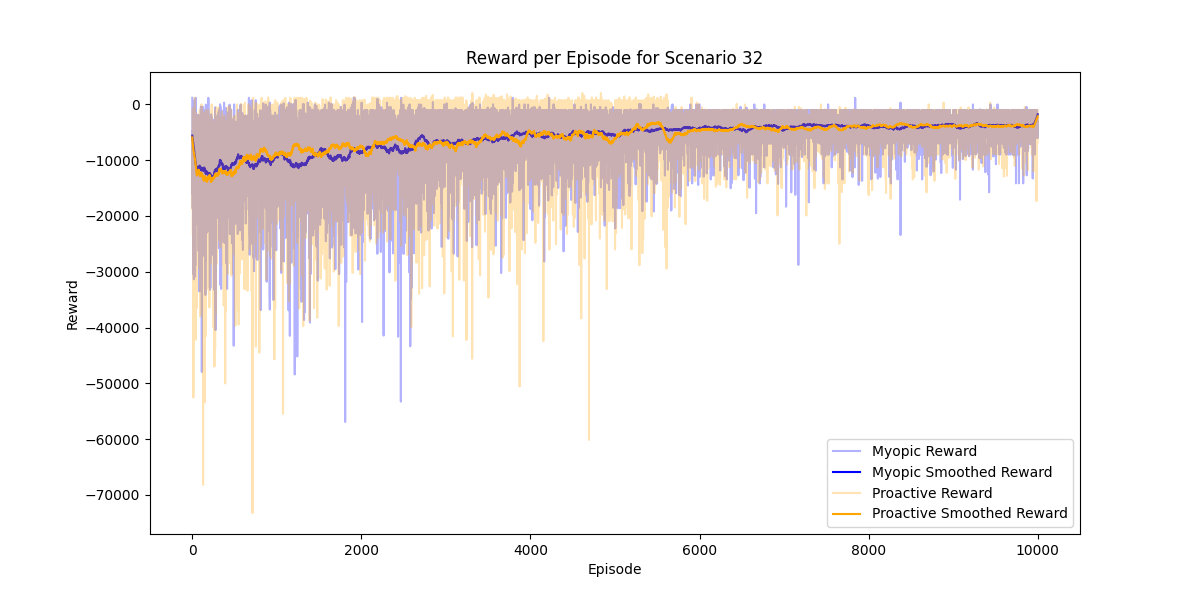 Reward per Episode for Scenario 32
0
−10000
−20000
−30000
−40000
−50000
−60000
−70000
Reward
0
2000
4000
6000
8000
10000
Episode
Myopic Reward
Myopic Smoothed Reward
Proactive Reward
Proactive Smoothed Reward